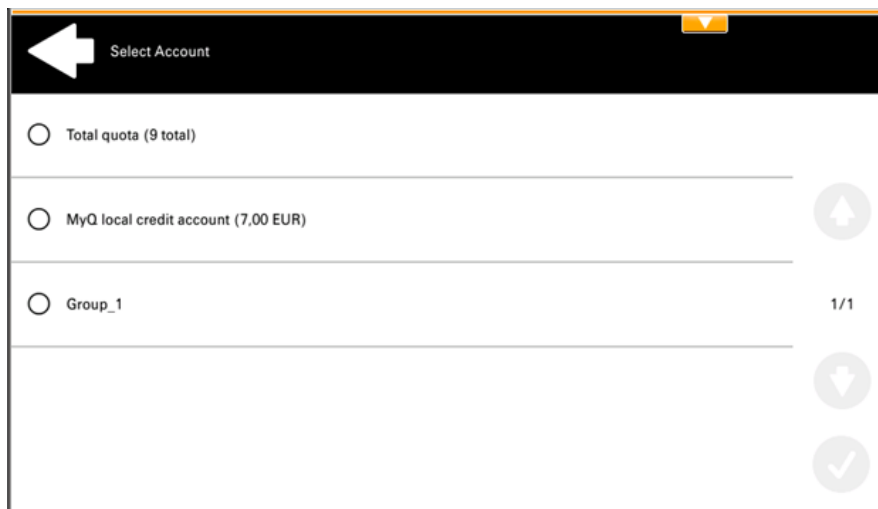 Select Account
Total quota (9 total)
MyQ local credit account (7,00 EUR)
Group_1
1/1